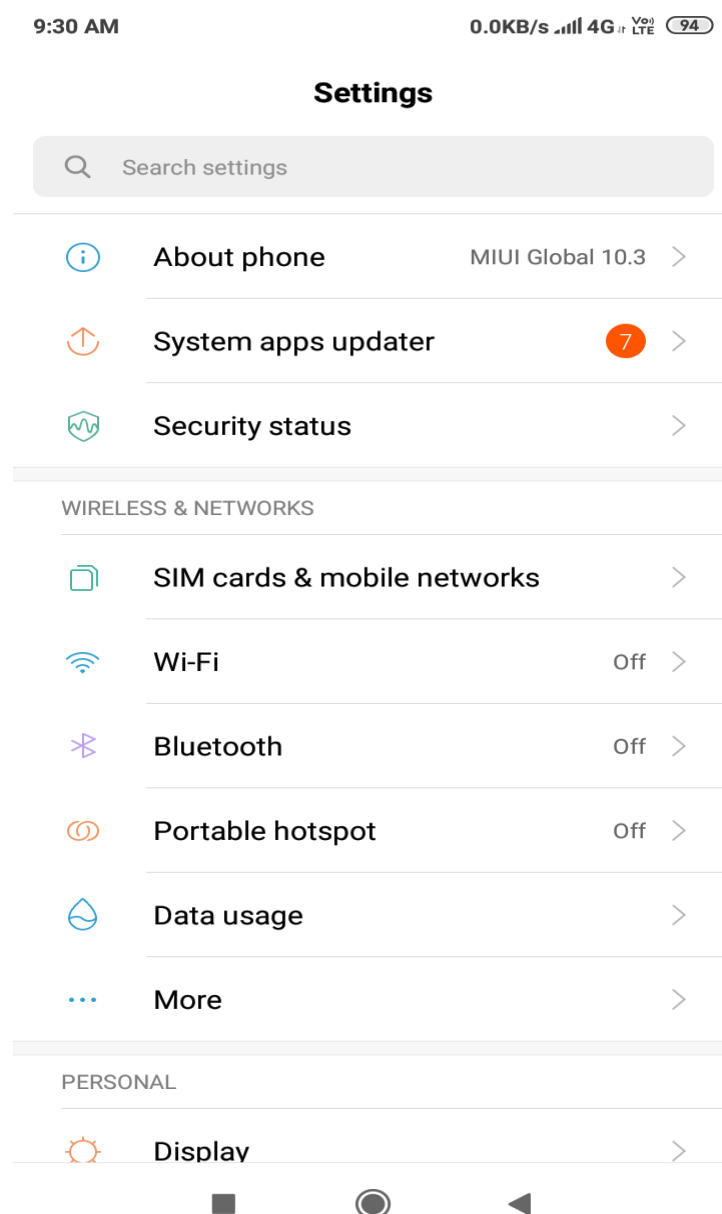 9:30 AM 0.0KB/s 4G Vo) LTE 94
Settings
Search settings
About phone MIUI Global 10.3
System apps updater 7
Security status
WIRELESS & NETWORKS
SIM cards & mobile networks
Wi-Fi Off
Bluetooth Off
Portable hotspot Off
Data usage
More
PERSONAL
Display